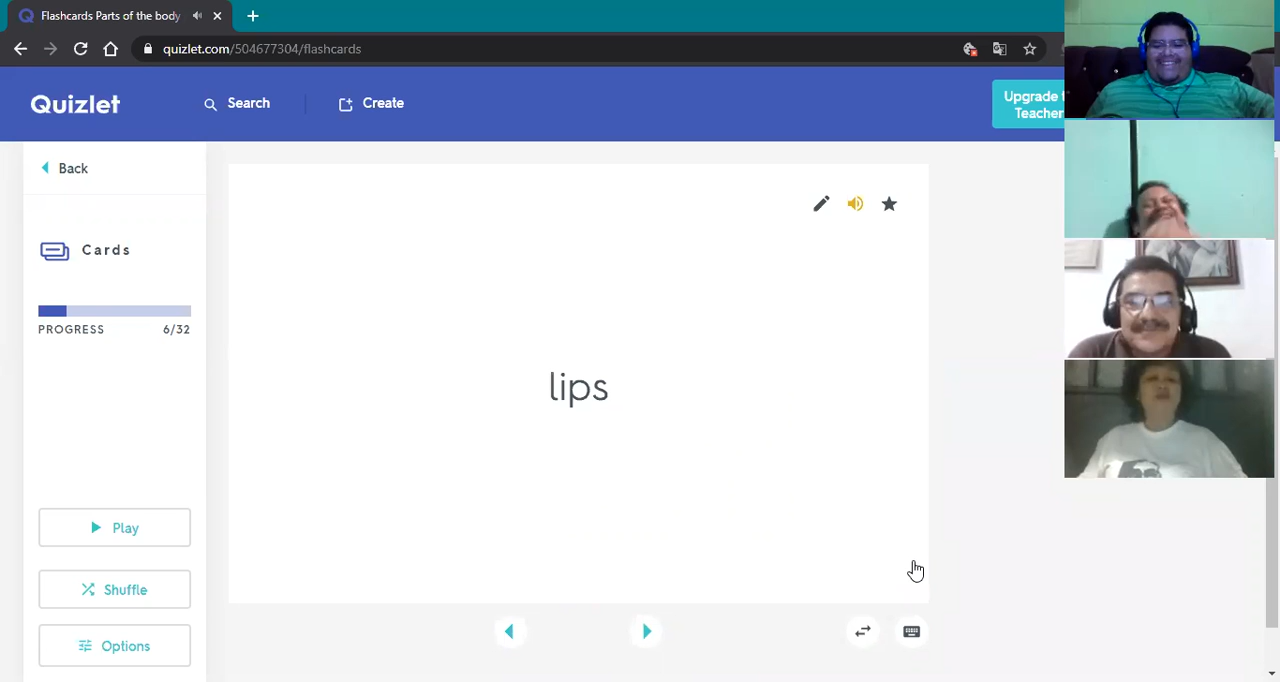 Flashcards Parts of the body
quizlet.com/504677304/flashcards
Quizlet
Search
Create
Upgrade
Teacher
Back
Cards
PROGRESS 6/32
lips
Play
Shuffle
Options